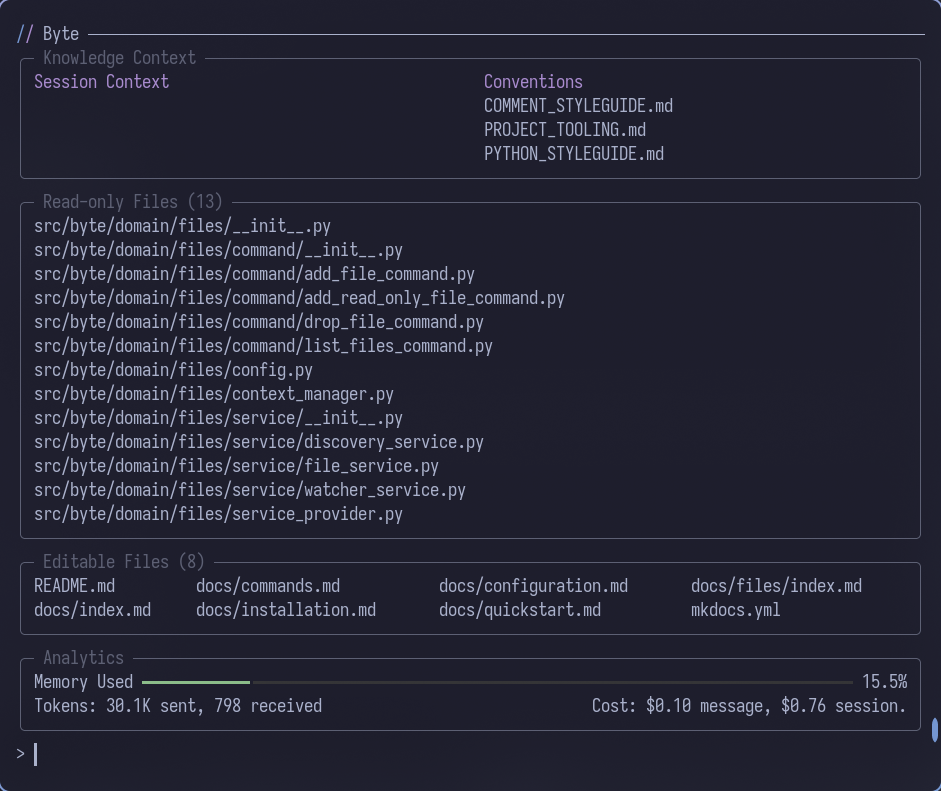 // Byte
Knowledge Context
Session Context
Conventions
COMMENT_STYLEGUIDE.md
PROJECT_TOOLING.md
PYTHON_STYLEGUIDE.md
Read-only Files (13)
src/byte/domain/files/__init__.py
src/byte/domain/files/command/__init__.py
src/byte/domain/files/command/add_file_command.py
src/byte/domain/files/command/add_read_only_file_command.py
src/byte/domain/files/command/drop_file_command.py
src/byte/domain/files/command/list_files_command.py
src/byte/domain/files/config.py
src/byte/domain/files/context_manager.py
src/byte/domain/files/service/__init__.py
src/byte/domain/files/service/discovery_service.py
src/byte/domain/files/service/file_service.py
src/byte/domain/files/service/watcher_service.py
src/byte/domain/files/service_provider.py
Editable Files (8)
README.md docs/commands.md docs/configuration.md docs/files/index.md
docs/index.md docs/installation.md docs/quickstart.md mkdocs.yml
Analytics
Memory Used 15.5%
Tokens: 30.1K sent, 798 received Cost: $0.10 message, $0.76 session.
>